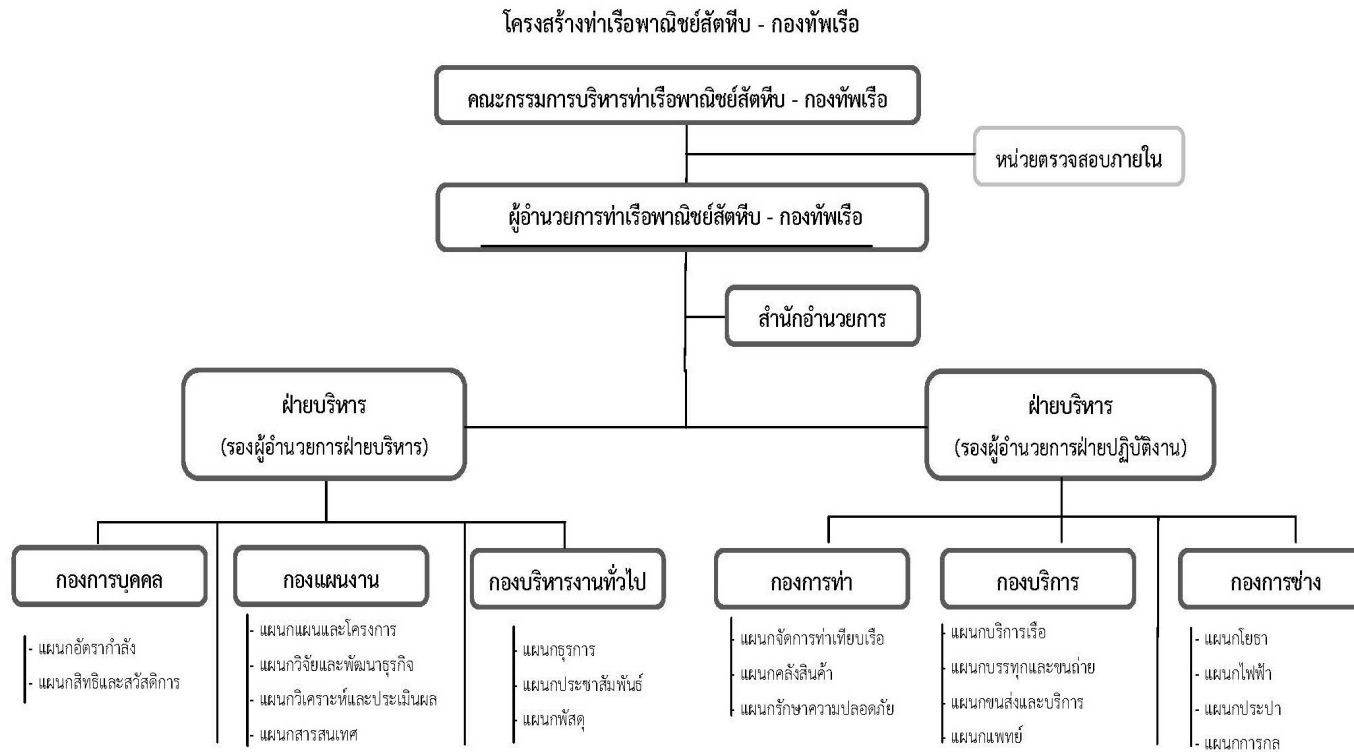 โครงสร้างท่าเรือพาณิชย์สัตหีบ - กองทัพเรือ
คณะกรรมการบริหารท่าเรือพาณิชย์สัตหีบ - กองทัพเรือ
หน่วยตรวจสอบภายใน
ผู้อำนวยการท่าเรือพาณิชย์สัตหีบ - กองทัพเรือ
สำนักอำนวยการ
ฝ่ายบริหาร
(รองผู้อำนวยการฝ่ายบริหาร)
ฝ่ายบริหาร
(รองผู้อำนวยการฝ่ายปฏิบัติงาน)
กองการบุคคล
- แผนกอัตรากำลัง
- แผนกสิทธิและสวัสดิการ
กองแผนงาน
- แผนกแผนและโครงการ
- แผนกวิจัยและพัฒนาธุรกิจ
- แผนกวิเคราะห์และประเมินผล
- แผนกสารสนเทศ
กองบริหารงานทั่วไป
- แผนกธุรการ
- แผนกประชาสัมพันธ์
- แผนกพัสดุ
กองการท่า
- แผนกจัดการท่าเทียบเรือ
- แผนกคลังสินค้า
- แผนกรักษาความปลอดภัย
กองบริการ
- แผนกบริการเรือ
- แผนกบรรทุกและขนถ่าย
- แผนกขนส่งและบริการ
- แผนกแพทย์
กองการช่าง
- แผนกโยธา
- แผนกไฟฟ้า
- แผนกประปา
- แผนกการกล